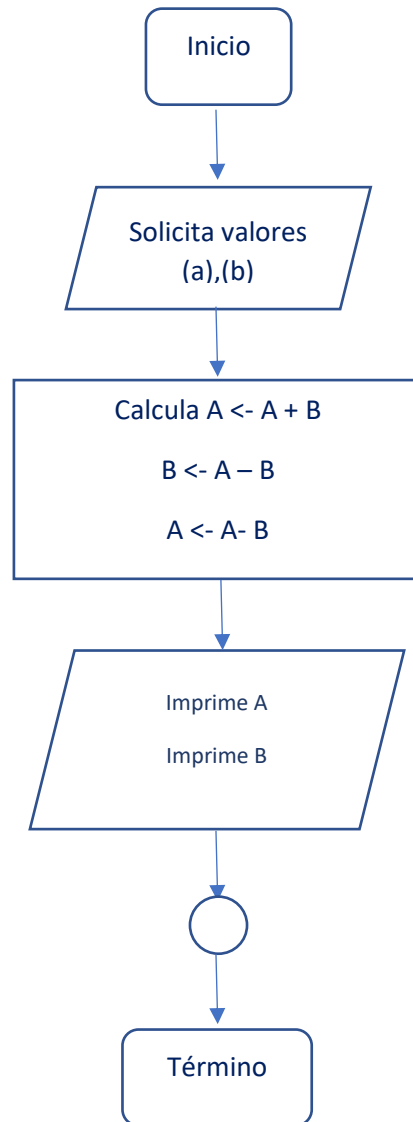 Inicio
Solicita valores
(a),(b)
Calcula A <- A + B
B <- A – B
A <- A- B
Imprime A
Imprime B
Término